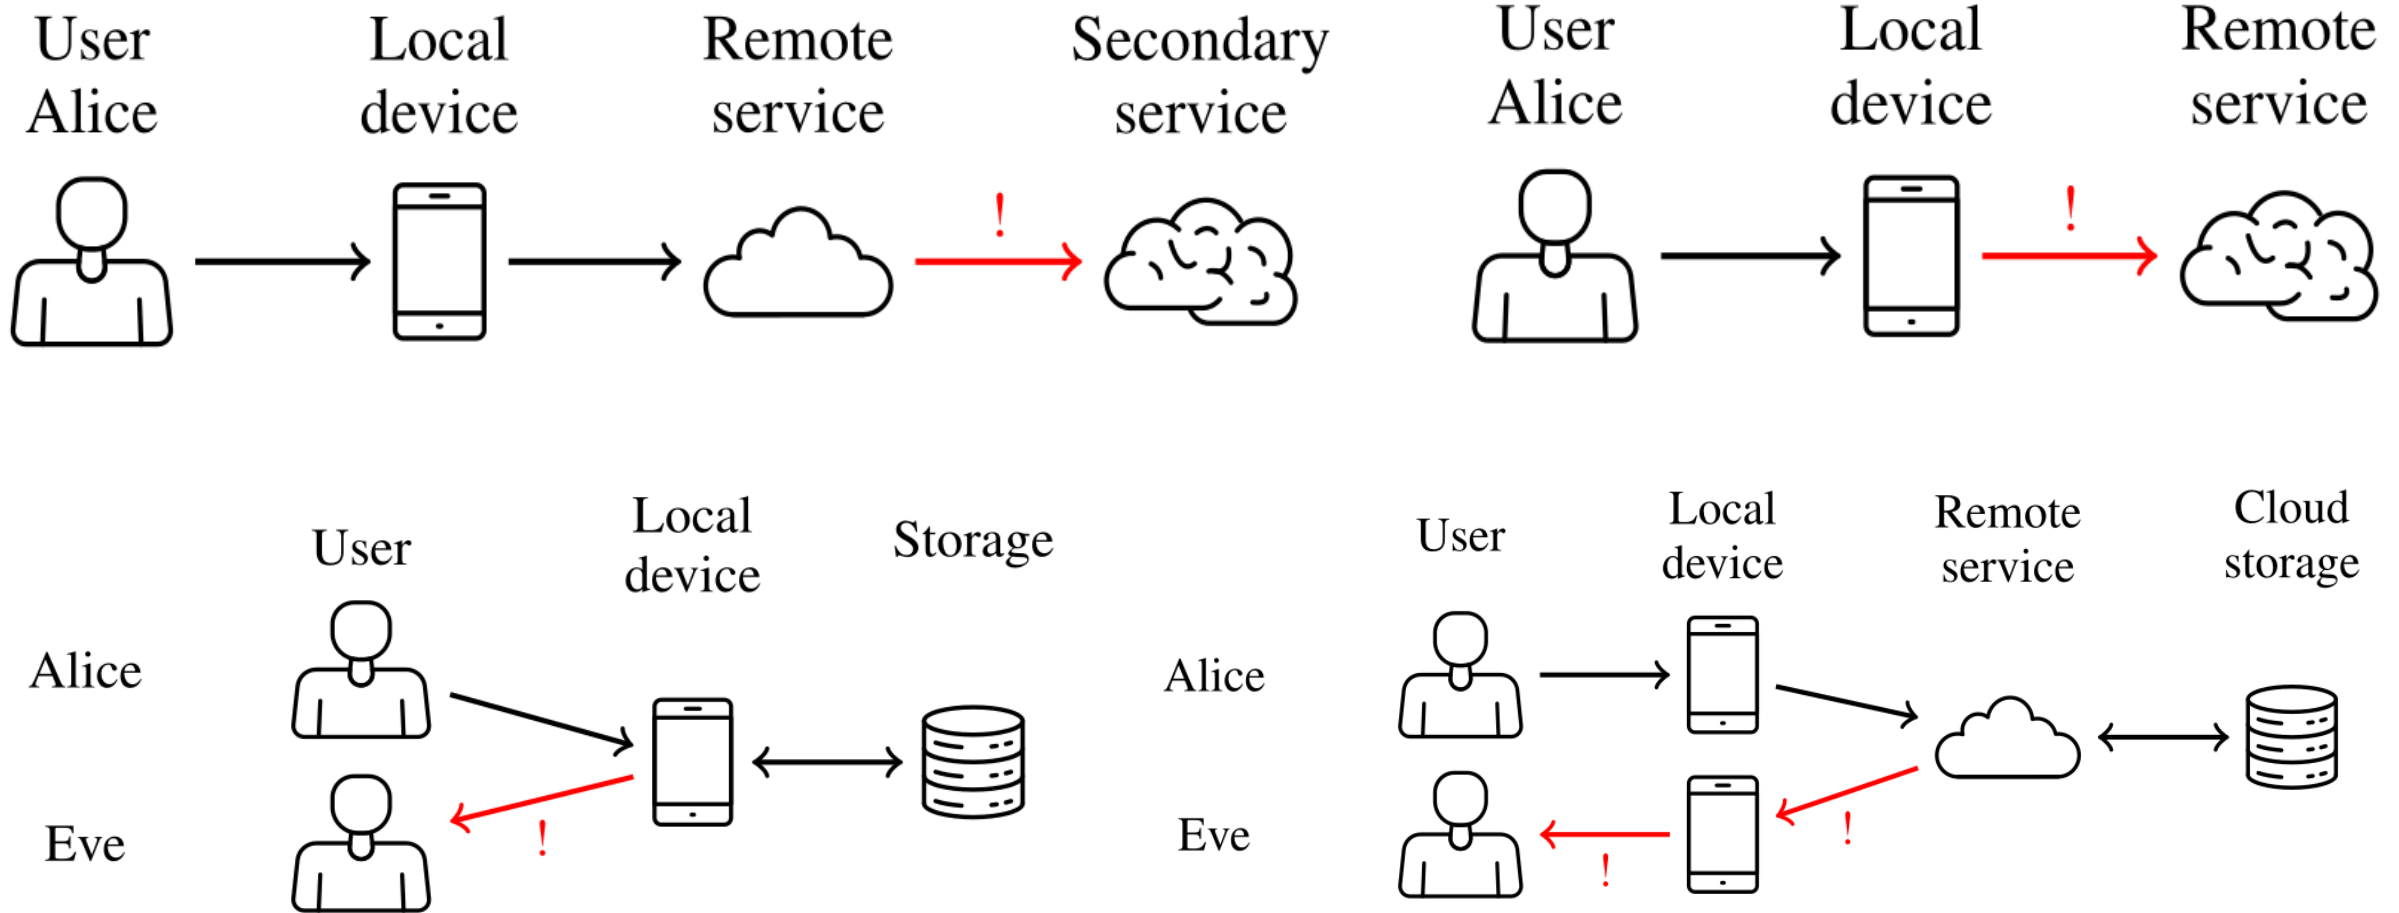 User
Alice
Local
device
Remote
service
Secondary
service
!
User
Alice
Local
device
Remote
service
!
User
Local
device
Storage
Alice
Eve
!
User
Local
device
Remote
service
Cloud
storage
Alice
Eve
!
!